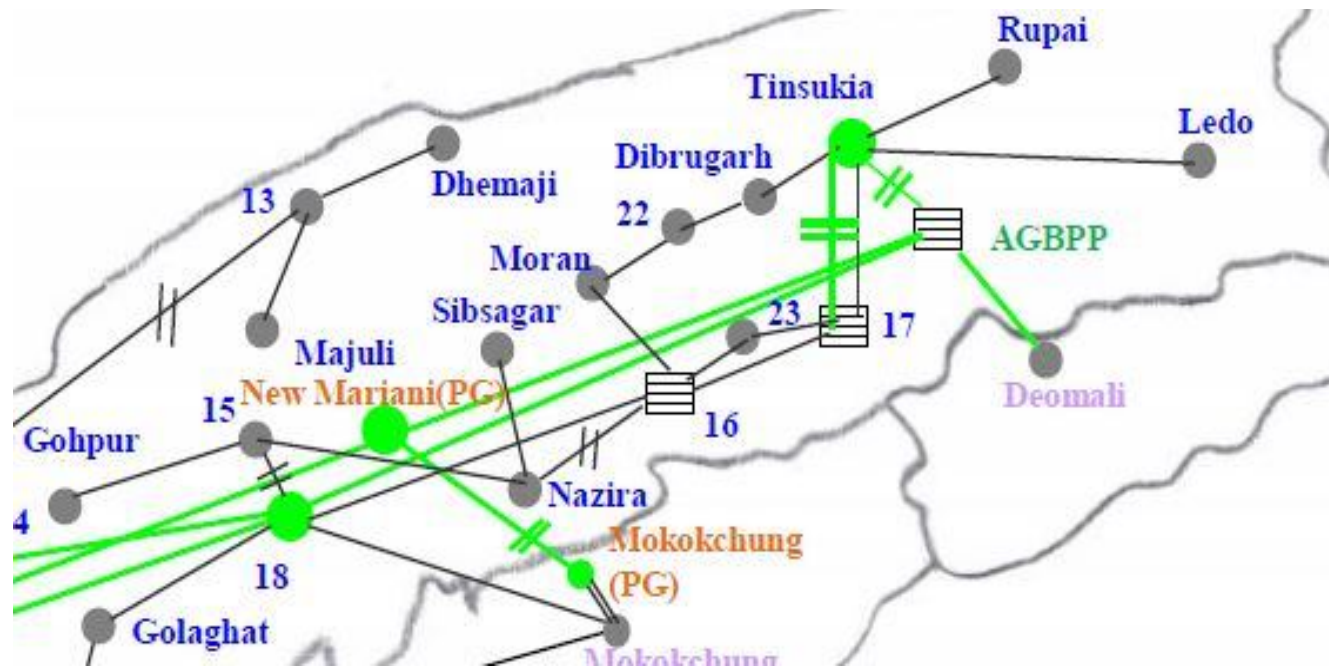 Rupai
Tinsukia
Ledo
Dibrugarh
Dhemaji
13
22
AGBPP
Moran
Sibsagar
23
17
Majuli
New Mariani(PG)
Deomali
15
16
Gohpur
Nazira
4
Mokokchung
(PG)
18
Golaghat
Mokokchung